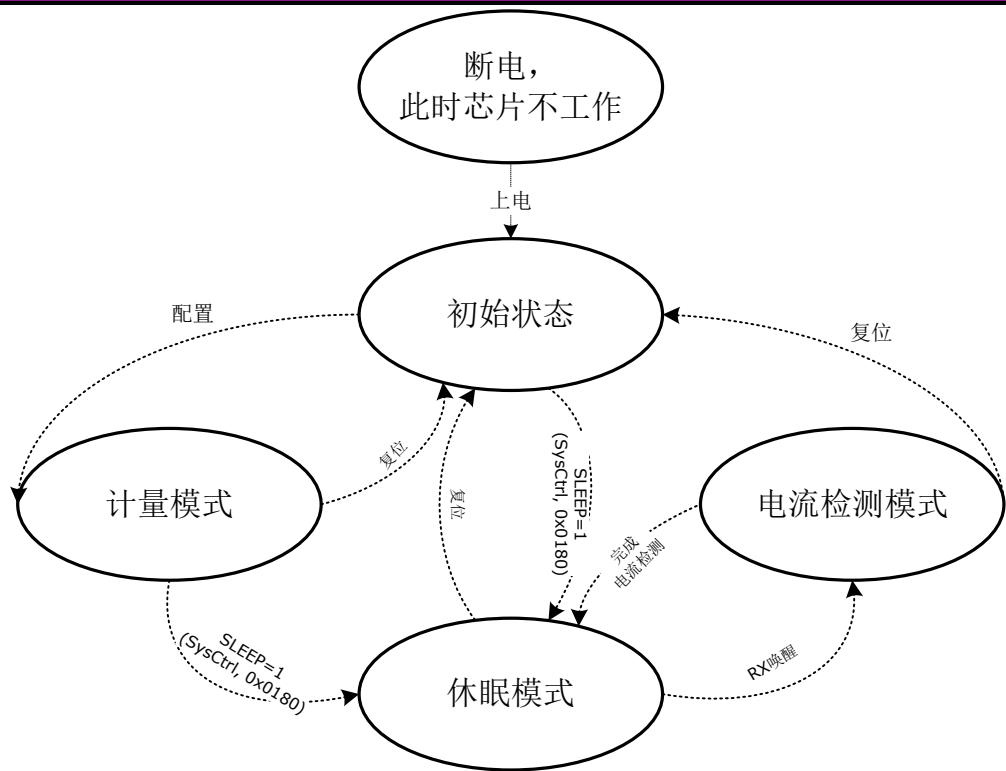 断电，
此时芯片不工作
上电
初始状态
配置
复位
复位
复位
SLEEP=1
(SysCtrl, 0x0180)
计量模式
电流检测模式
完成
电流检测
SLEEP=1
(SysCtrl, 0x0180)
休眠模式
RX唤醒